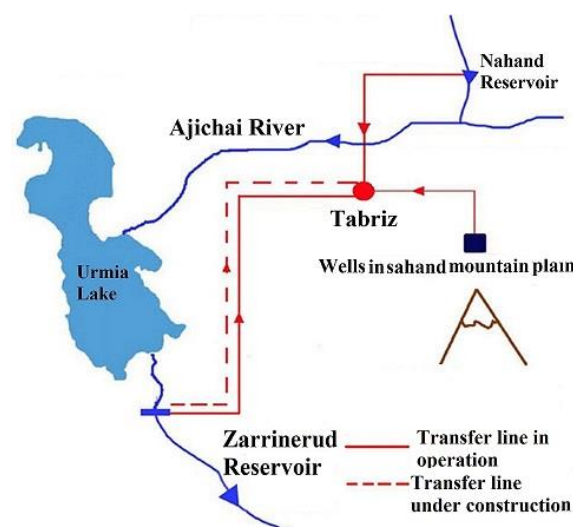 Nahand
Reservoir
Ajichai River
Tabriz
Urmia
Lake
Wells in sahand mountain plain
Zarrinerud
Reservoir
Transfer line in
operation
Transfer line
under construction